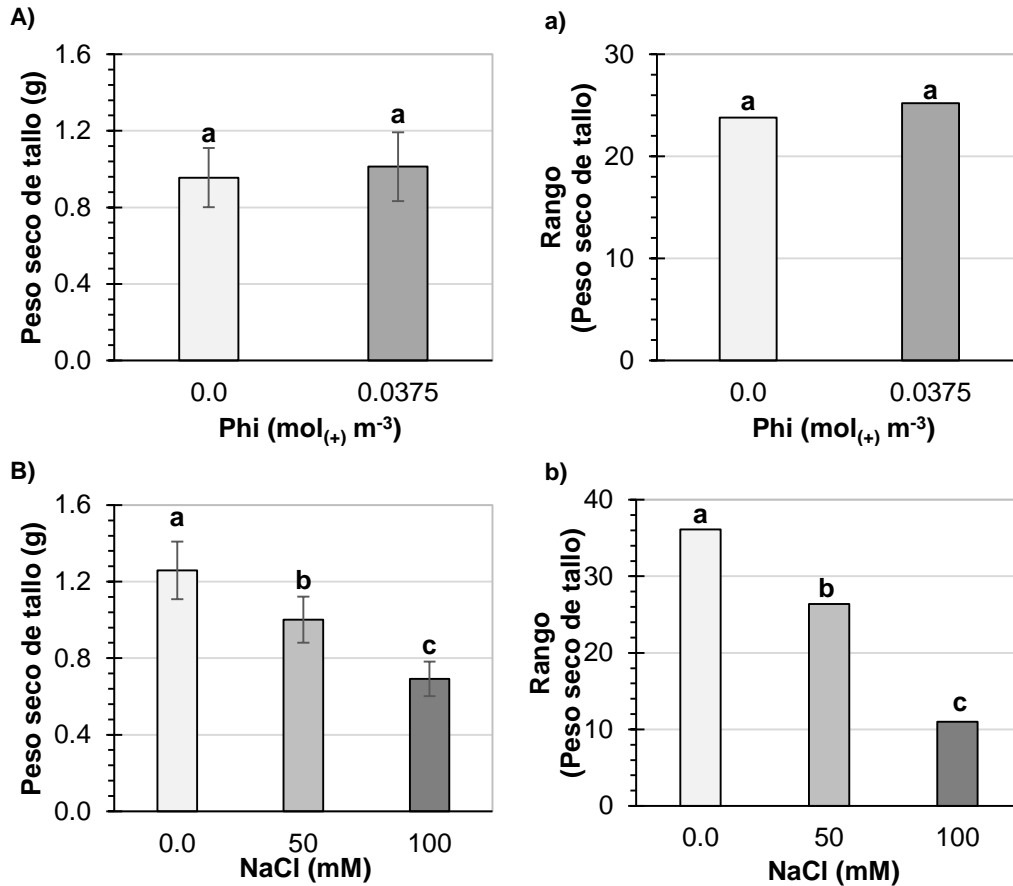 A)
Peso seco de tallo (g)
1.6
1.2
0.8
0.4
0.0
a
a
0.0 0.0375
Phi (mol(+) m-3)
a)
Rango
(Peso seco de tallo)
30
20
10
0
a
a
0.0 0.0375
Phi (mol(+) m-3)
B)
Peso seco de tallo (g)
1.6
1.2
0.8
0.4
0.0
a
b
c
0.0 50 100
NaCl (mM)
b)
Rango
(Peso seco de tallo)
40
30
20
10
0
a
b
c
0.0 50 100
NaCl (mM)